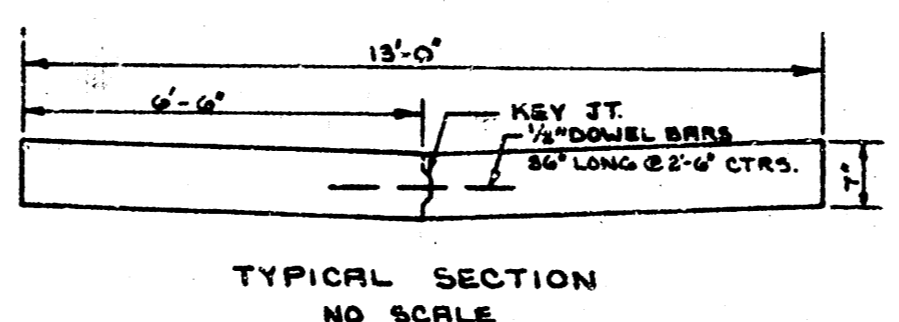 13'-0"
6'-6"
KEY JT.
1/2" DOWEL BARS
36" LONG @ 2'-6" CTRS.
7"
TYPICAL SECTION
NO SCALE